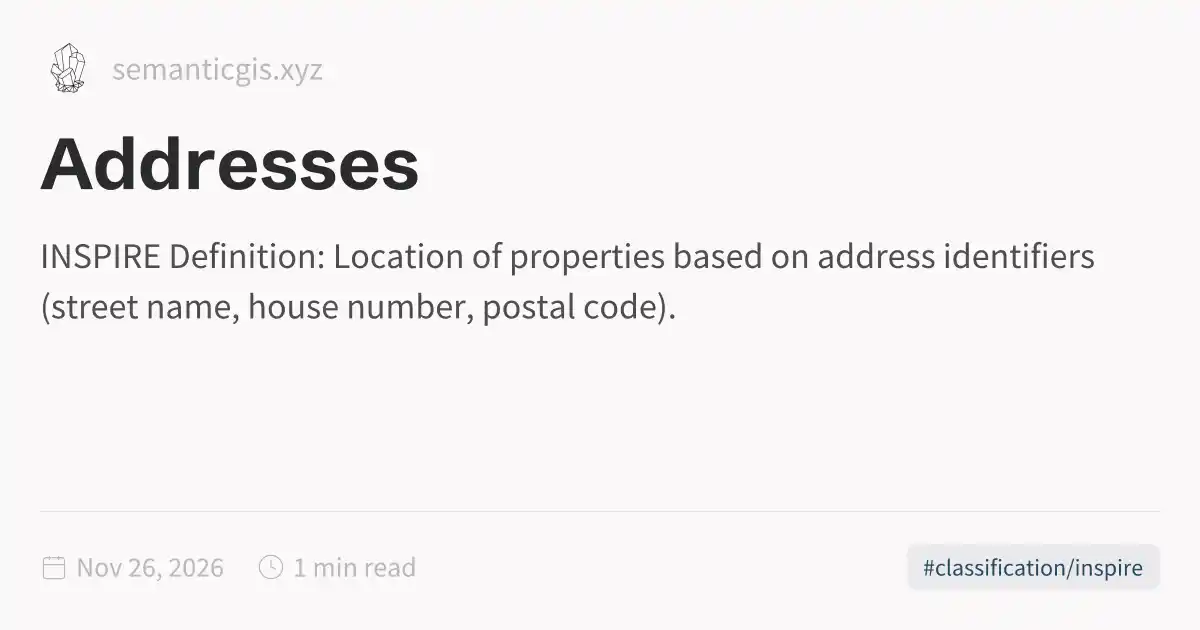 semanticgis.xyz
Addresses
INSPIRE Definition: Location of properties based on address identifiers
(street name, house number, postal code).
Nov 26, 2026 1 min read
#classification/inspire